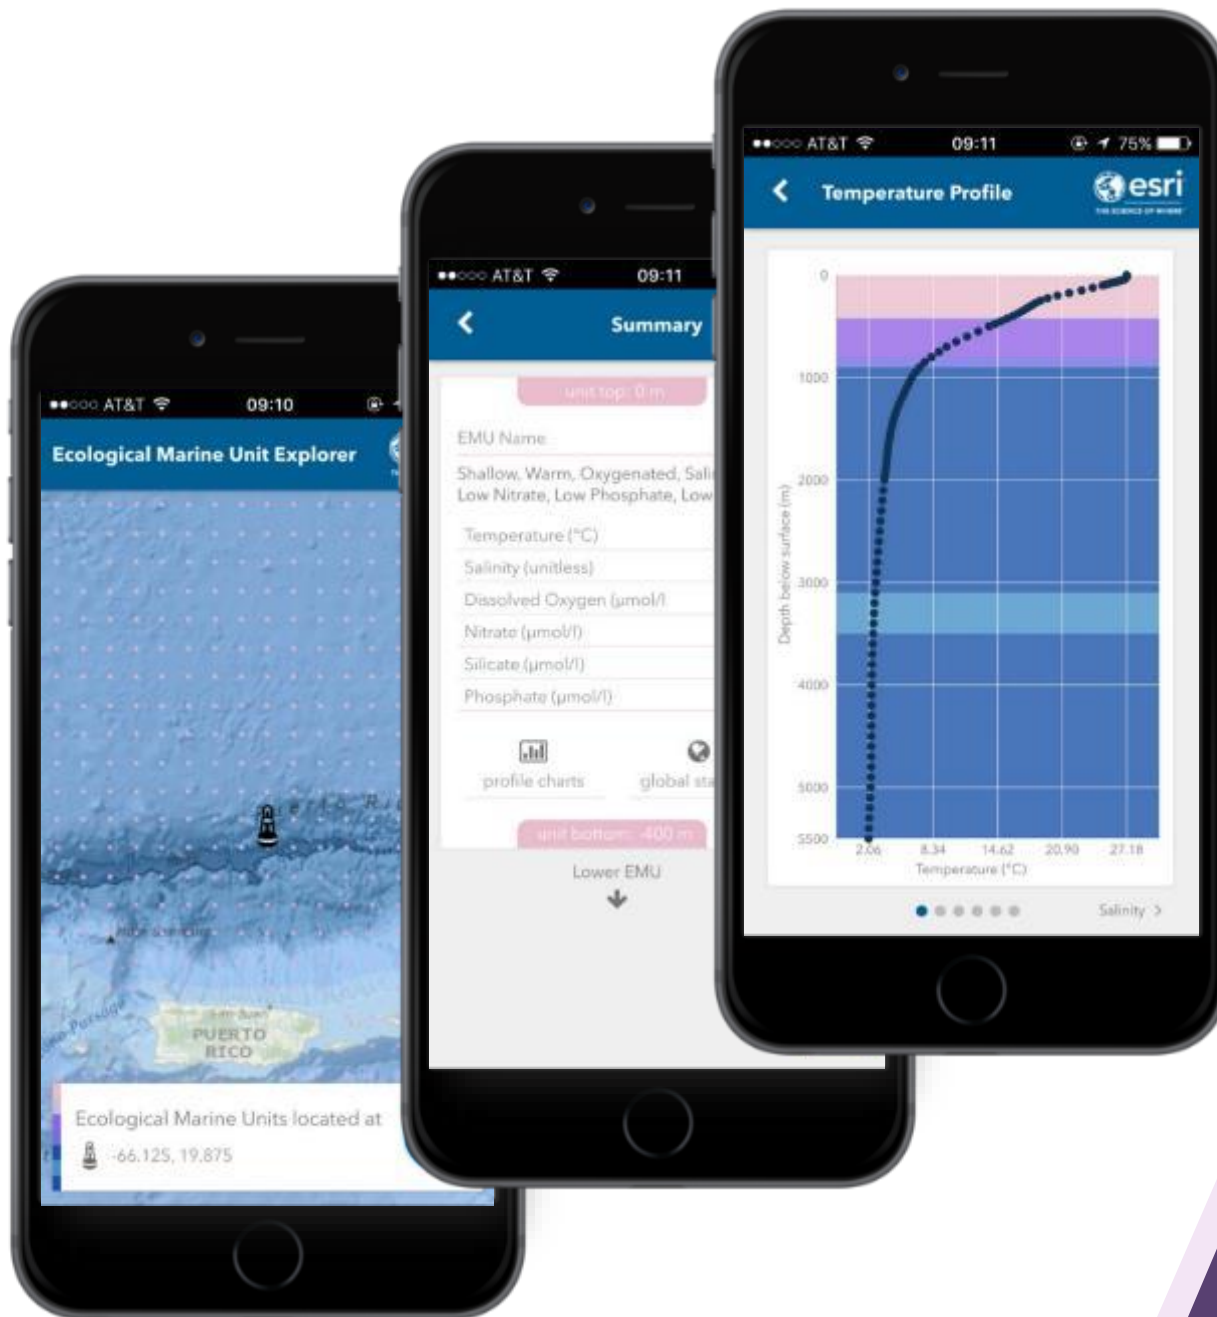 AT&T 09:10
Ecological Marine Unit Explorer
PUERTO
RICO
Ecological Marine Units located at
-66.125, 19.875
AT&T 09:11
Summary
unit top: 0 m
EMU Name
Shallow, Warm, Oxygenated,
Low Nitrate, Low Phosphate, Low
Temperature (°C)
Salinity (unitless)
Dissolved Oxygen (µmol/l
Nitrate (µmol/l)
Silicate (µmol/l)
Phosphate (µmol/l)
profile charts global
unit bottom: -400 m
Lower EMU
AT&T 09:11 75%
Temperature Profile
esri
THE SCIENCE OF WHERE
0
1000
2000
3000
4000
5000
5500
Depth below surface (m)
2.06 8.34 14.62 20.90 27.18
Temperature (°C)
Salinity >